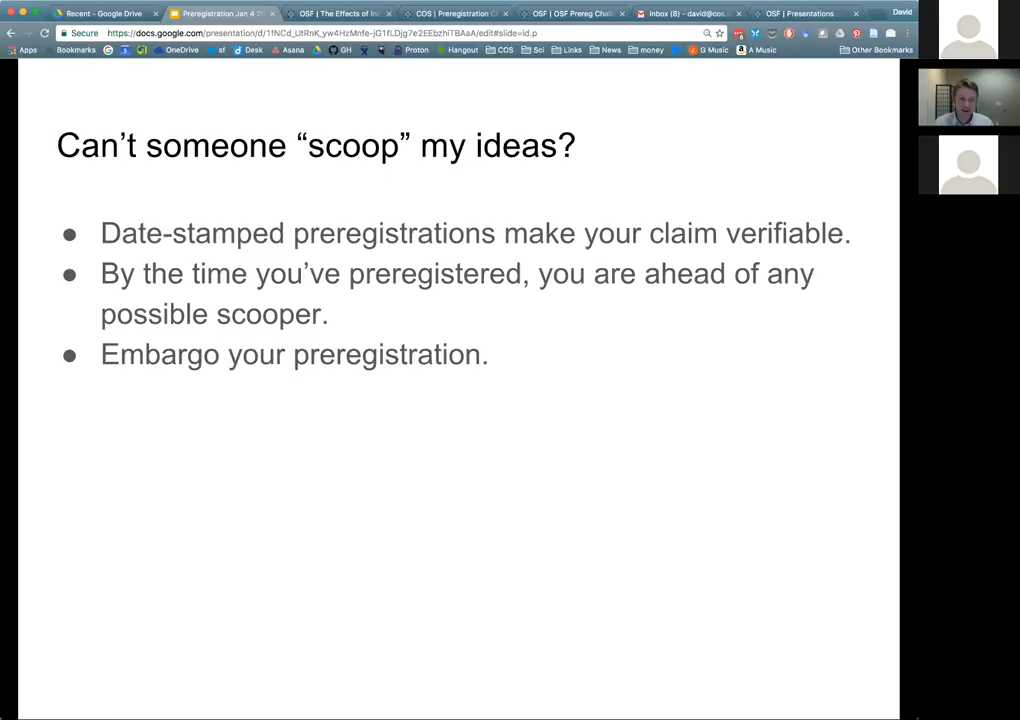 Recent - Google Drive
Preregistration Jan 4 2
OSF | The Effects of Inc
COS | Preregistration C
OSF | OSF Prereg Chall
Inbox (8) - david@cos.
OSF | Presentations
David
Secure
https://docs.google.com/presentation/d/1fNCd_UtRnK_yw4HzMnfe-jG1fLDjg7e2EEbzhiTBAaA/edit#slide=id.p
Apps
Bookmarks
OneDrive
sf
Desk
Asana
GH
Proton
Hangout
COS
Sci
Links
News
money
G Music
A Music
Other Bookmarks
Can’t someone “scoop” my ideas?
● Date-stamped preregistrations make your claim verifiable.
● By the time you’ve preregistered, you are ahead of any
possible scooper.
● Embargo your preregistration.